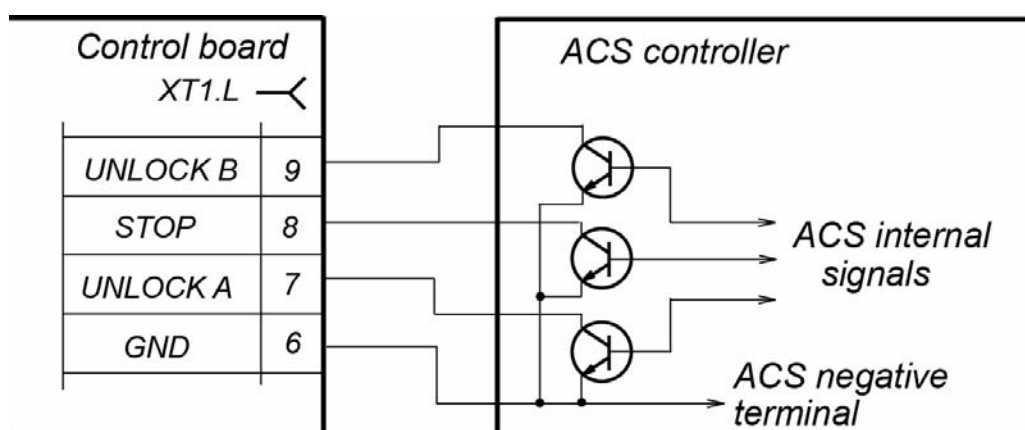 Control board
XT1.L
UNLOCK B 9
STOP 8
UNLOCK A 7
GND 6
ACS controller
ACS internal
signals
ACS negative
terminal